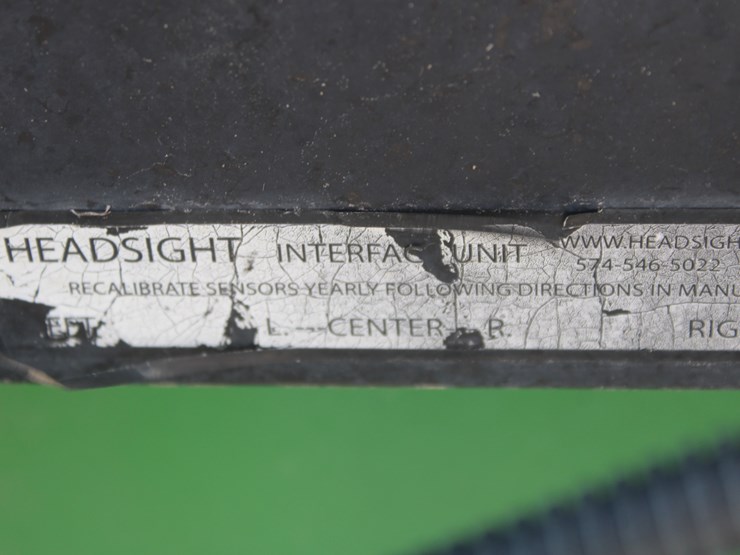 HEADSIGHT INTERFAC UNIT WWW.HEADSIGH
574-546-5022
RECALIBRATE SENSORS YEARLY FOLLOWING DIRECTIONS IN MANU
L. --- CENTER R. RIG